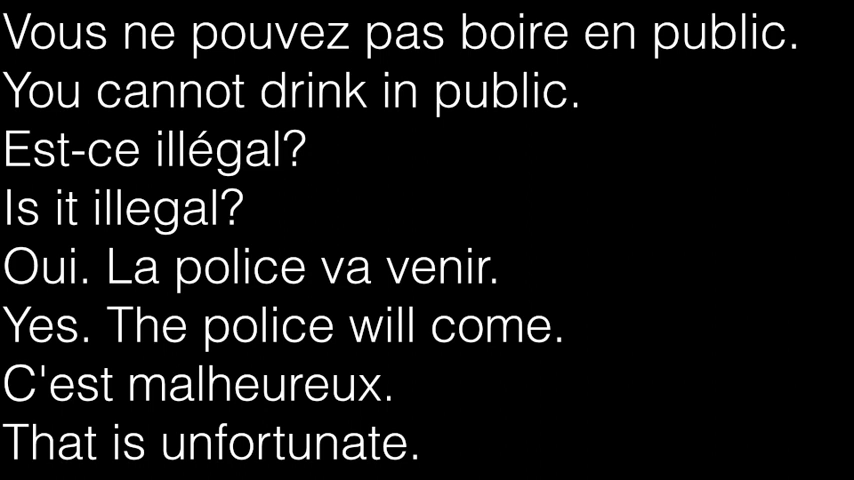 Vous ne pouvez pas boire en public.
You cannot drink in public.
Est-ce illégal?
Is it illegal?
Oui. La police va venir.
Yes. The police will come.
C'est malheureux.
That is unfortunate.